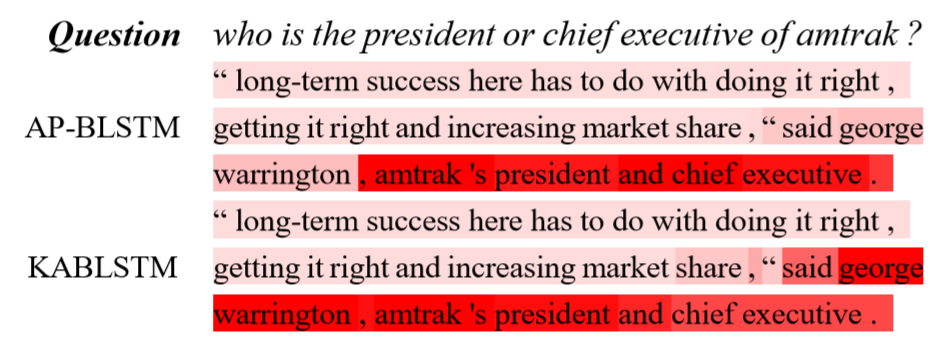 Question who is the president or chief executive of amtrak ?
“ long-term success here has to do with doing it right ,
AP-BLSTM getting it right and increasing market share , “ said george
warrington , amtrak 's president and chief executive .
“ long-term success here has to do with doing it right ,
KABLSTM getting it right and increasing market share , “ said george
warrington , amtrak 's president and chief executive .